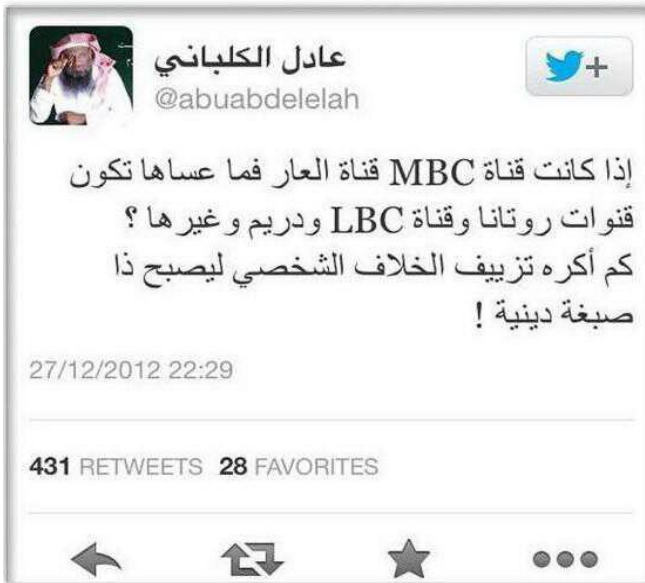 عادل الكلباني
@abuabdelelah
إذا كانت قناة MBC قناة العار فما عساها تكون
قنوات روتانا وقناة LBC ودريم وغيرها ؟
كم أكره تزييف الخلاف الشخصي ليصبح ذا
صبغة دينية !
27/12/2012 22:29
431 RETWEETS 28 FAVORITES